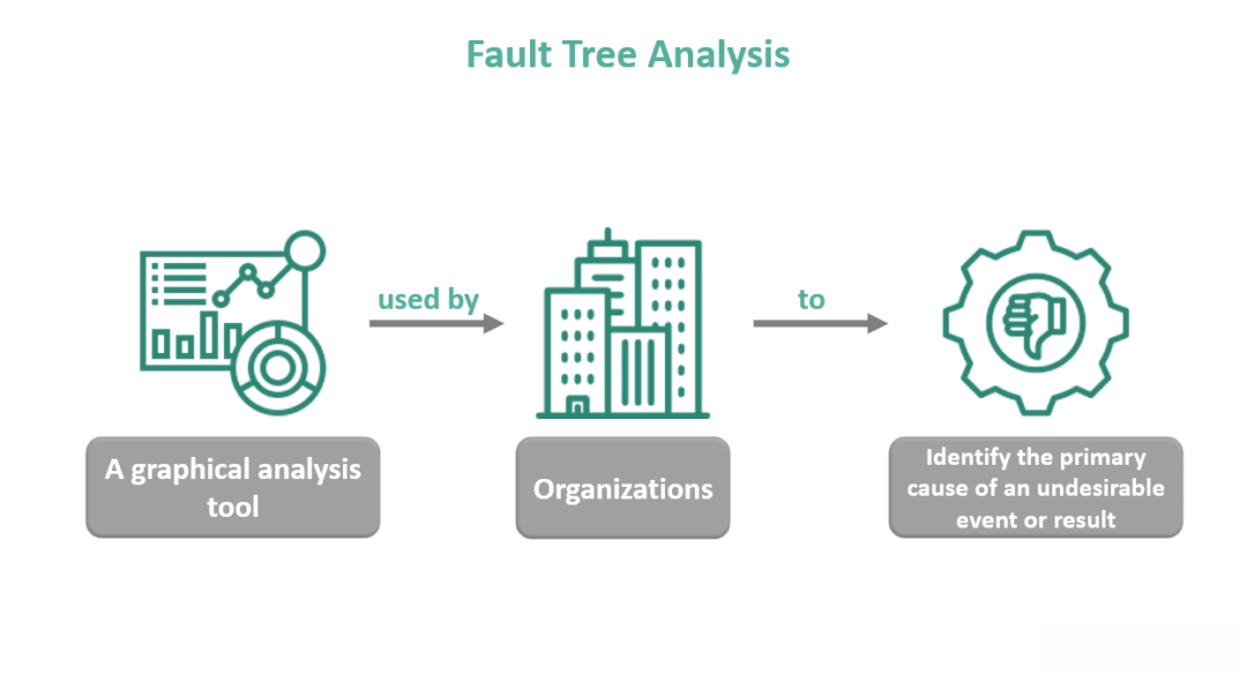 Fault Tree Analysis
used by
to
A graphical analysis
tool
Organizations
Identify the primary
cause of an undesirable
event or result